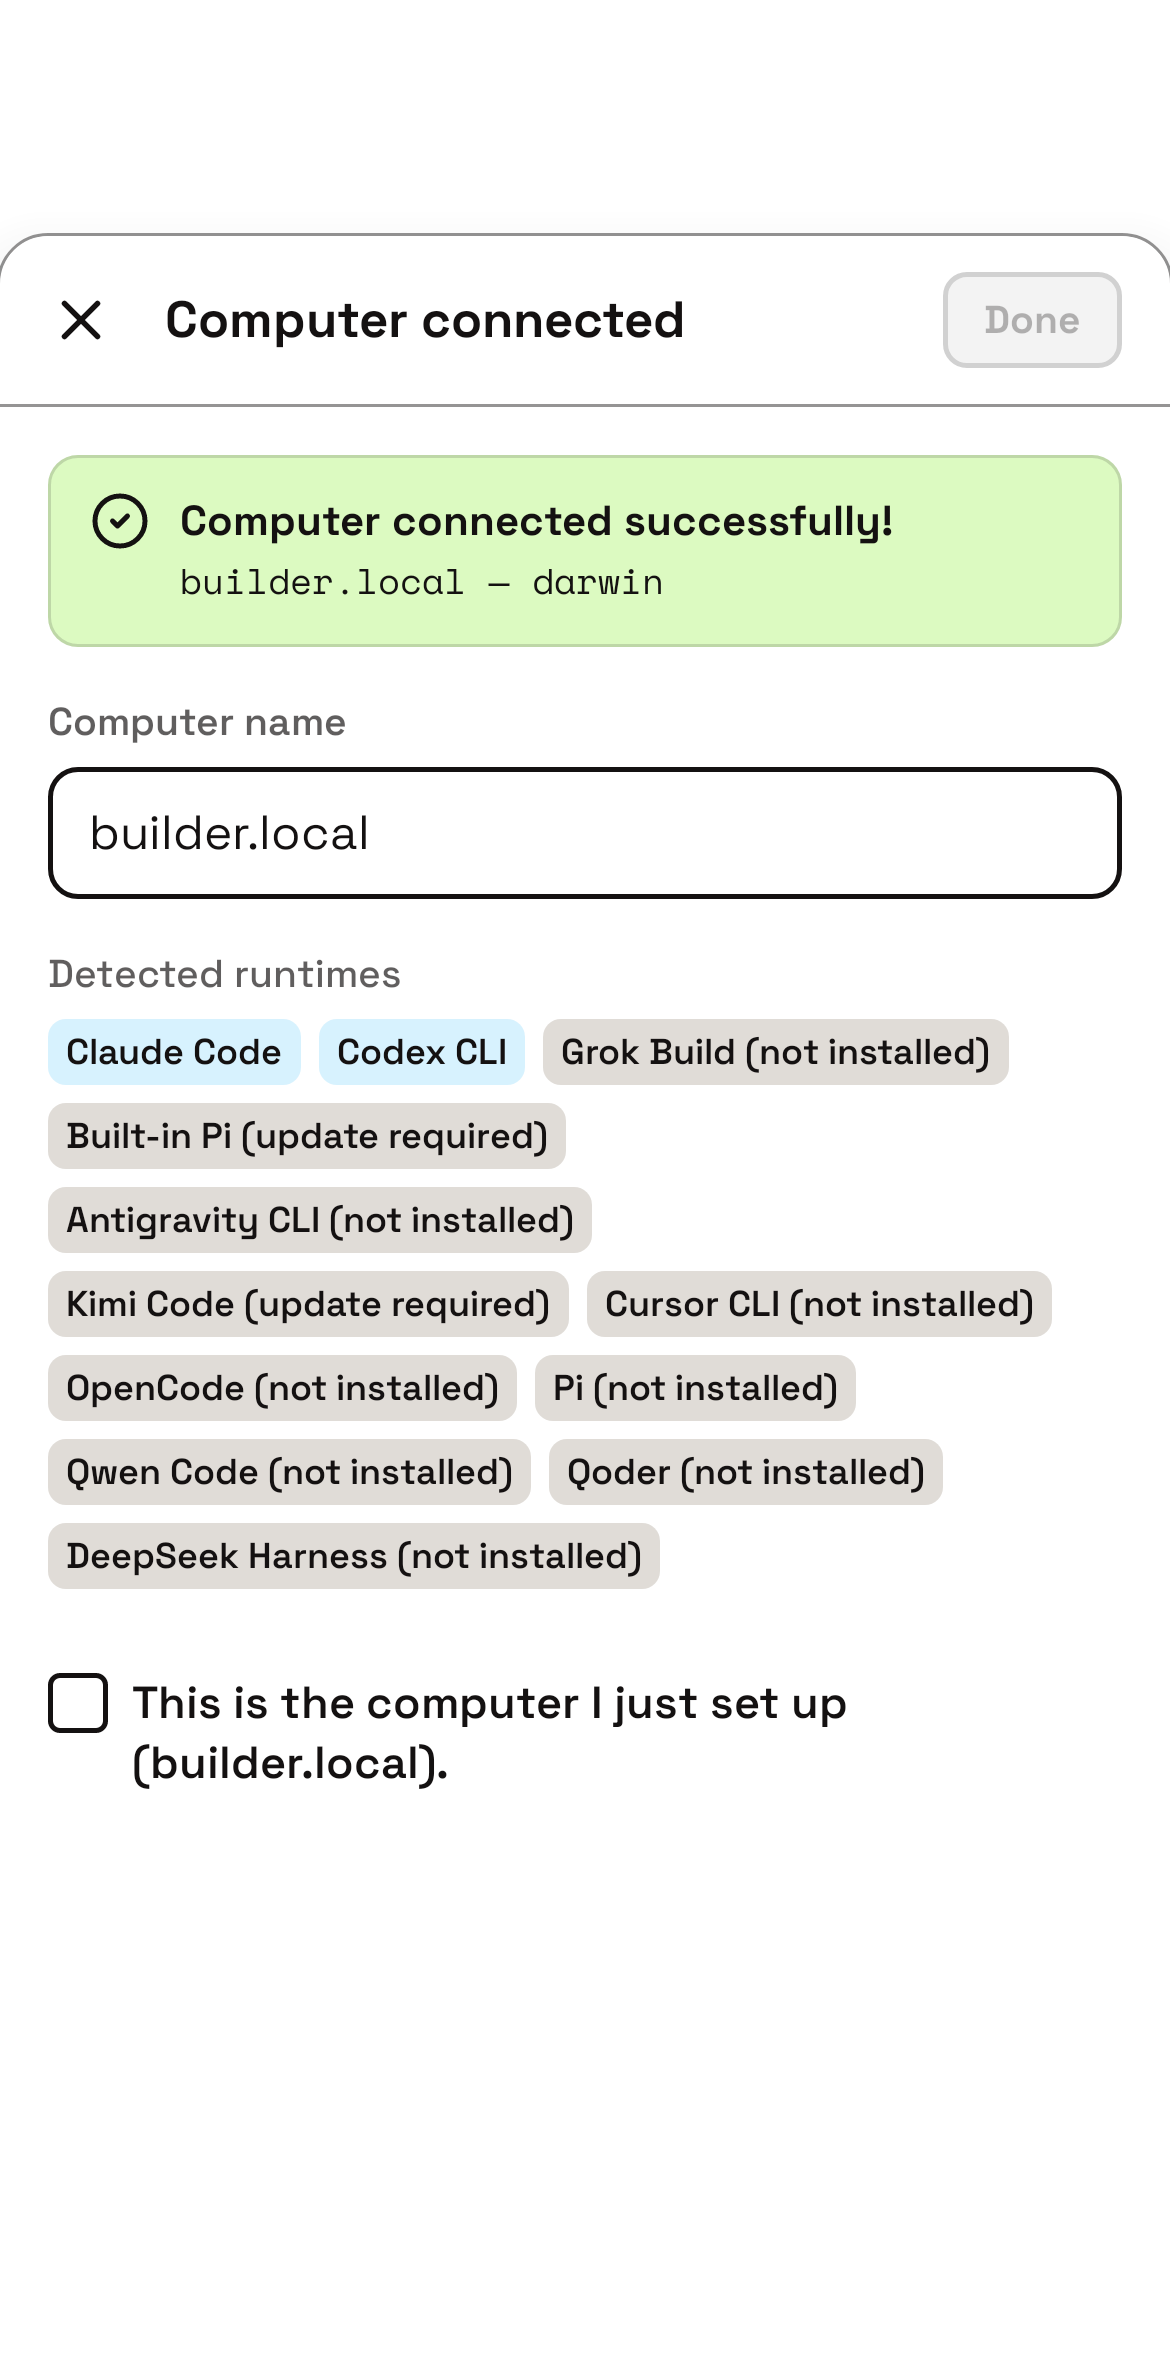 Computer connected
Done
Computer connected successfully!
builder.local — darwin
Computer name
builder.local
Detected runtimes
Claude Code
Codex CLI
Grok Build (not installed)
Built-in Pi (update required)
Antigravity CLI (not installed)
Kimi Code (update required)
Cursor CLI (not installed)
OpenCode (not installed)
Pi (not installed)
Qwen Code (not installed)
Qoder (not installed)
DeepSeek Harness (not installed)
This is the computer I just set up
(builder.local).